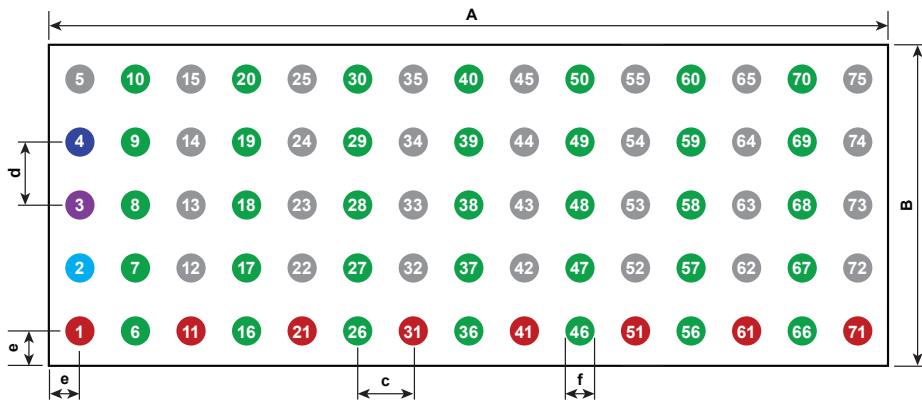 A
5 10 15 20 25 30 35 40 45 50 55 60 65 70 75
4 9 14 19 24 29 34 39 44 49 54 59 64 69 74
d
3 8 13 18 23 28 33 38 43 48 53 58 63 68 73
B
2 7 12 17 22 27 32 37 42 47 52 57 62 67 72
1 6 11 16 21 26 31 36 41 46 51 56 61 66 71
e
e c f